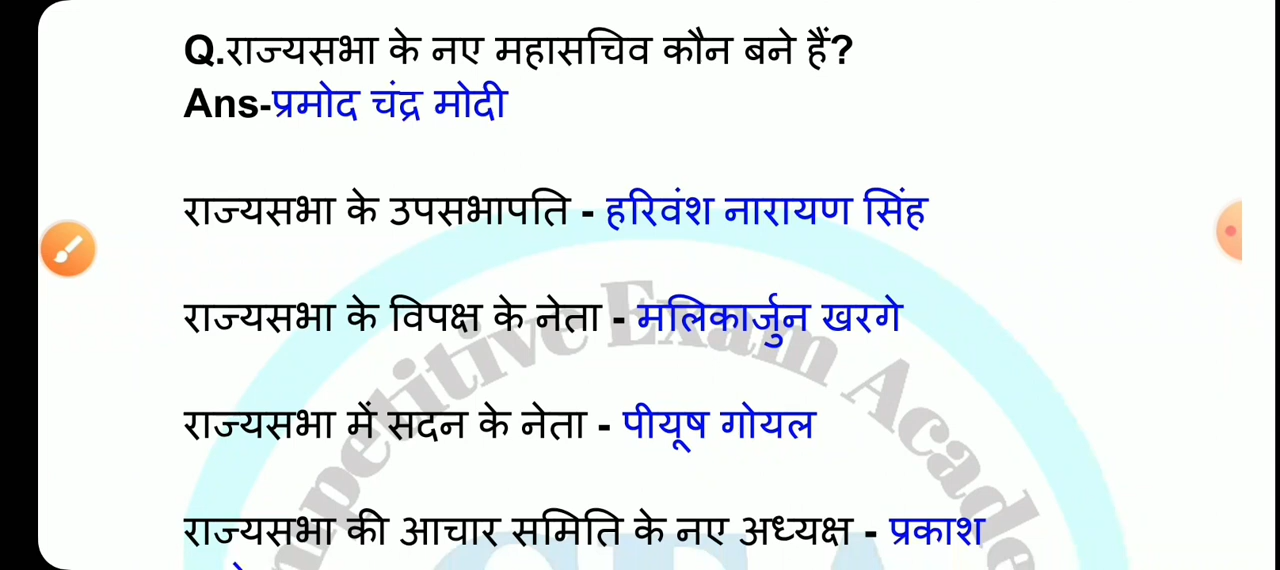 Q.राज्यसभा के नए महासचिव कौन बने हैं?
Ans-प्रमोद चंद्र मोदी
राज्यसभा के उपसभापति - हरिवंश नारायण सिंह
राज्यसभा के विपक्ष के नेता - मलिकार्जुन खरगे
राज्यसभा में सदन के नेता - पीयूष गोयल
राज्यसभा की आचार समिति के नए अध्यक्ष - प्रकाश
Exam